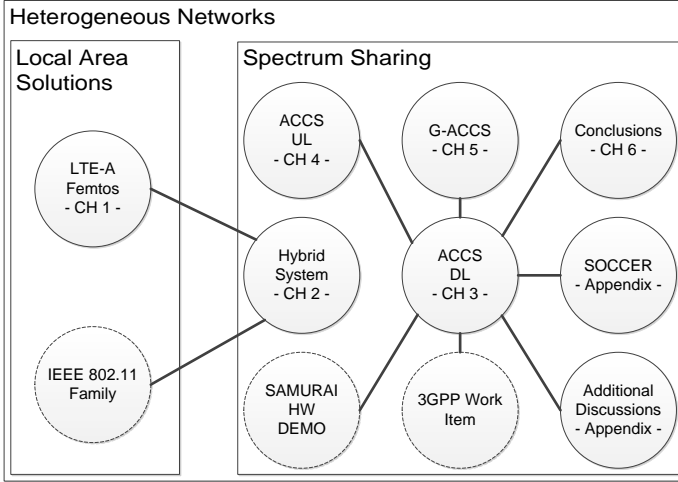 Heterogeneous Networks
Local Area
Solutions
Spectrum Sharing
LTE-A
Femtos
- CH 1 -
IEEE 802.11
Family
ACCS
UL
- CH 4 -
G-ACCS
- CH 5 -
Conclusions
- CH 6 -
Hybrid
System
- CH 2 -
ACCS
DL
- CH 3 -
SOCCER
- Appendix -
SAMURAI
HW
DEMO
3GPP Work
Item
Additional
Discussions
- Appendix -